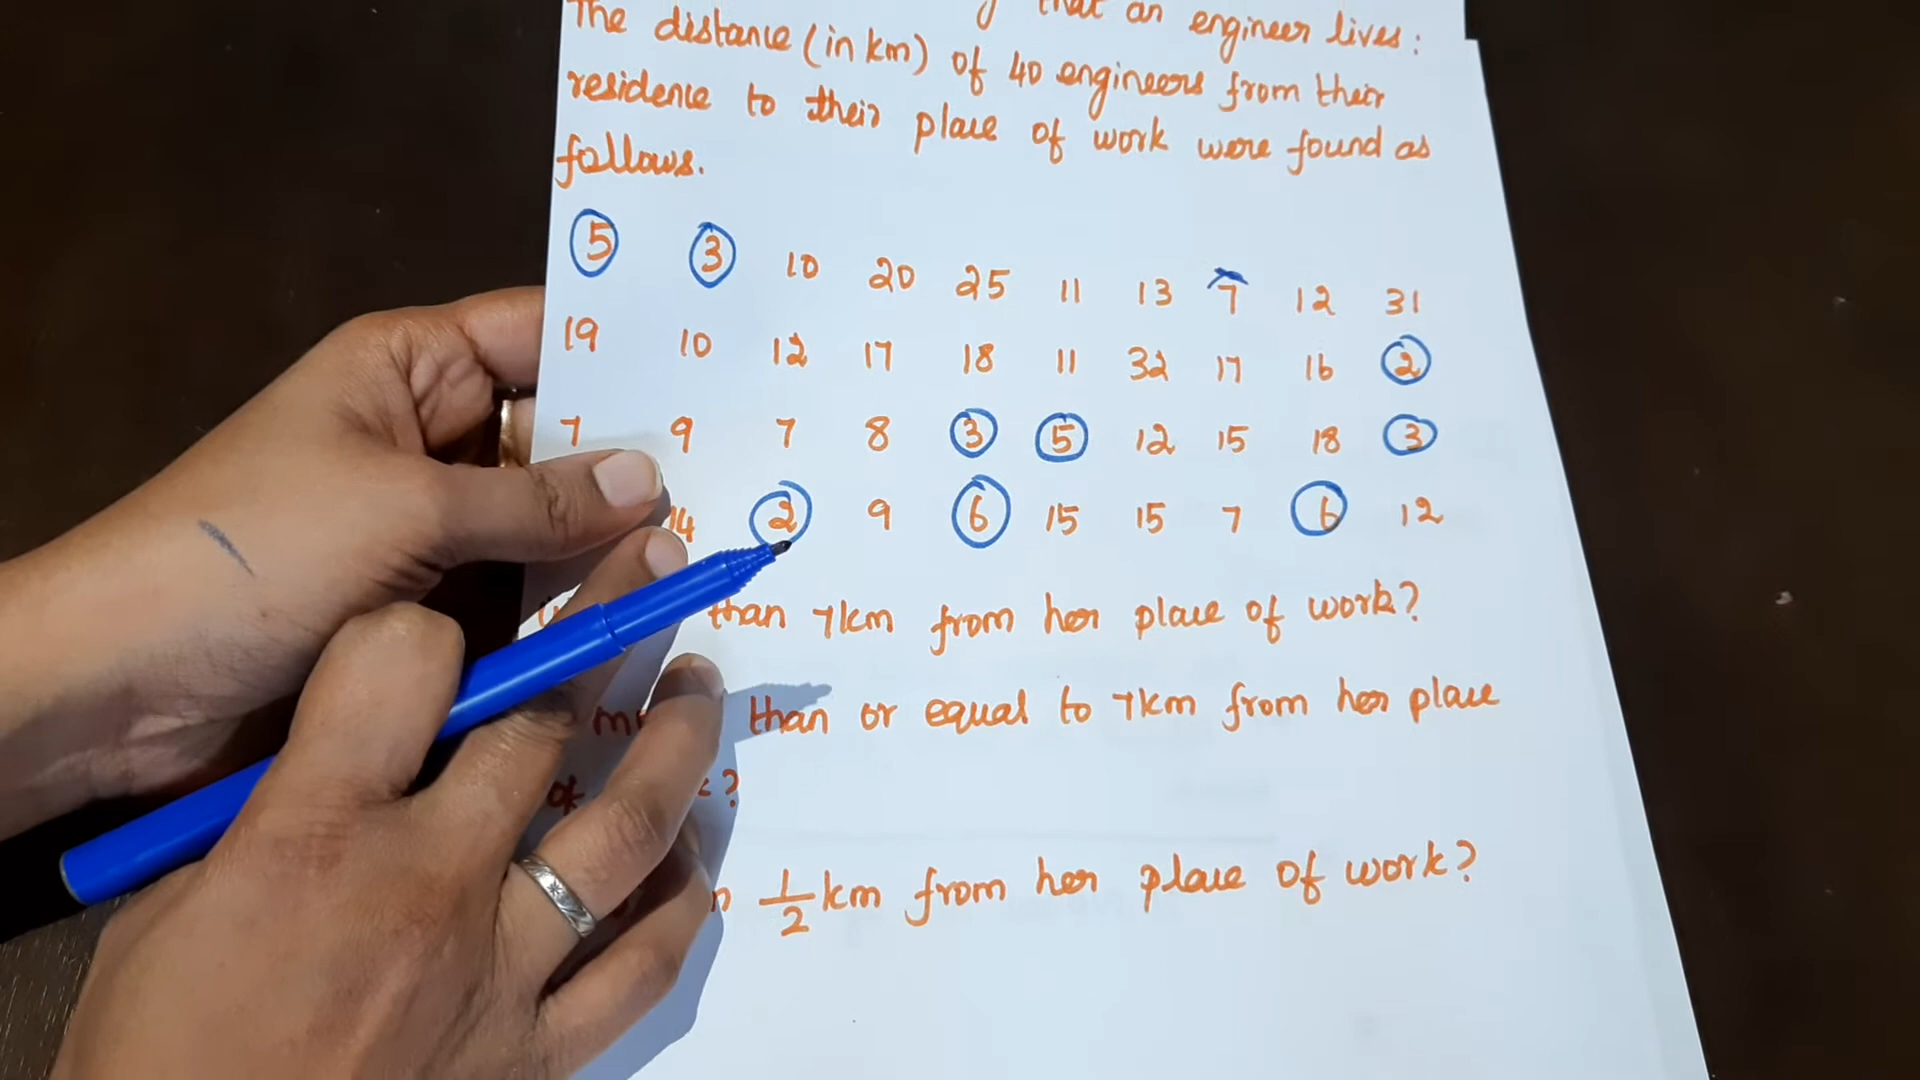 that an engineer lives:
The distance (in km) of 40 engineers from their
residence to their place of work were found as
follows.
5 3 10 20 25 11 13 7 12 31
19 10 12 17 18 11 32 17 16 2
7 9 7 8 3 5 12 15 18 3
14 2 9 6 15 15 7 6 12
than 7km from her place of work?
than or equal to 7km from her place
of
1/2 km from her place of work?